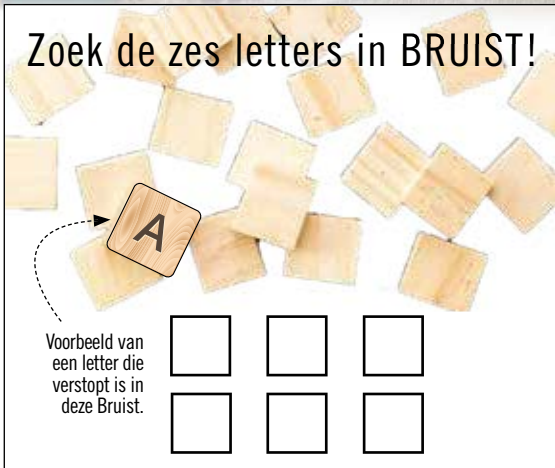 Zoek de zes letters in BRUIST!
A
Voorbeeld van
een letter die
verstopt is in
deze Bruist.